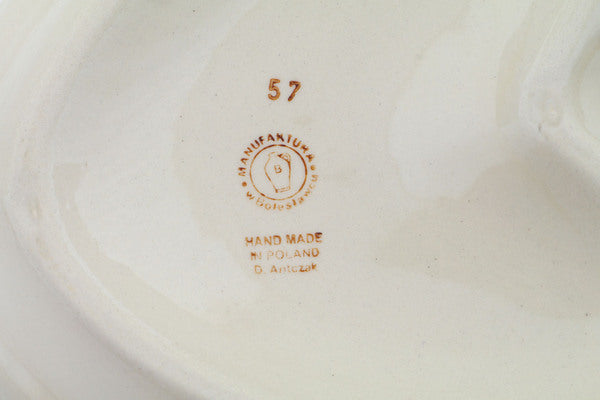 57
MANUFAKTURA
B
w Bolesławcu
HAND MADE
IN POLAND
D. Antczak